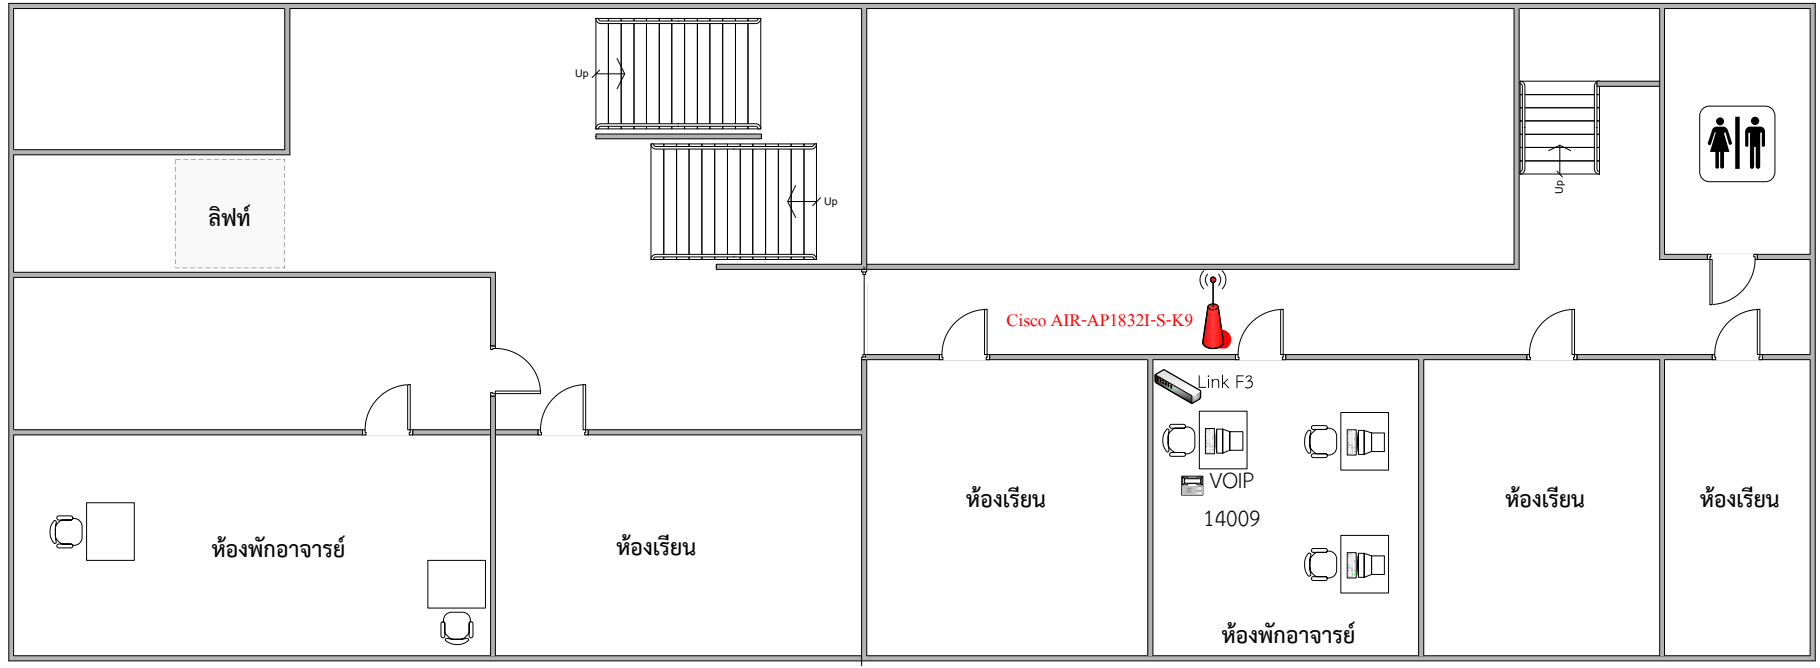 Up
Up
Up
ลิฟท์
Cisco AIR-AP1832I-S-K9
Link F3
VOIP
14009
ห้องเรียน
ห้องเรียน
ห้องเรียน
ห้องพักอาจารย์
ห้องเรียน
ห้องพักอาจารย์